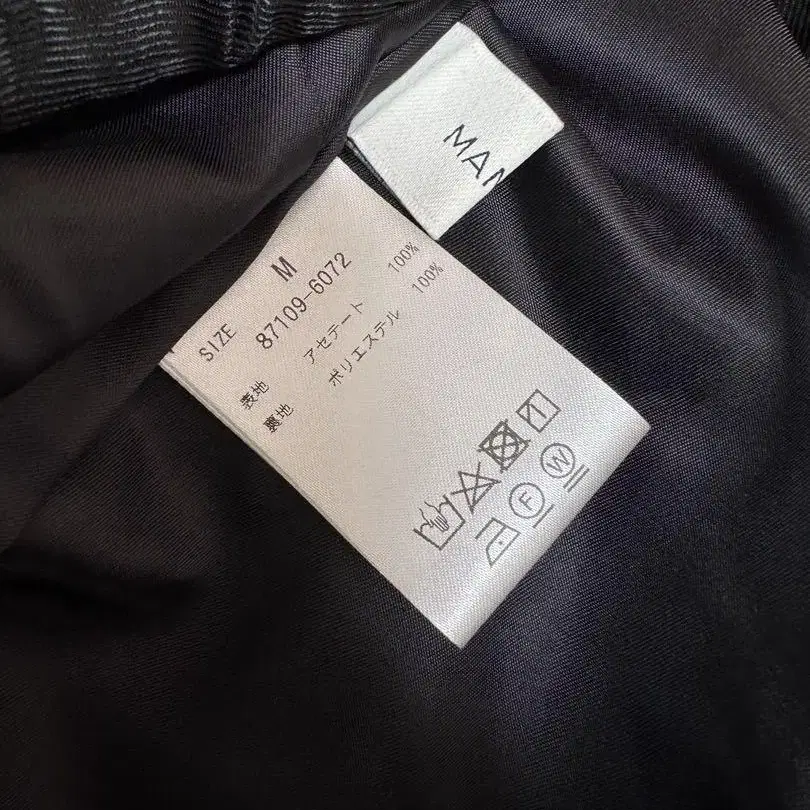 MAN
SIZE M
87109-6072
表地 アセテート 100%
裏地 ポリエステル 100%
F
W